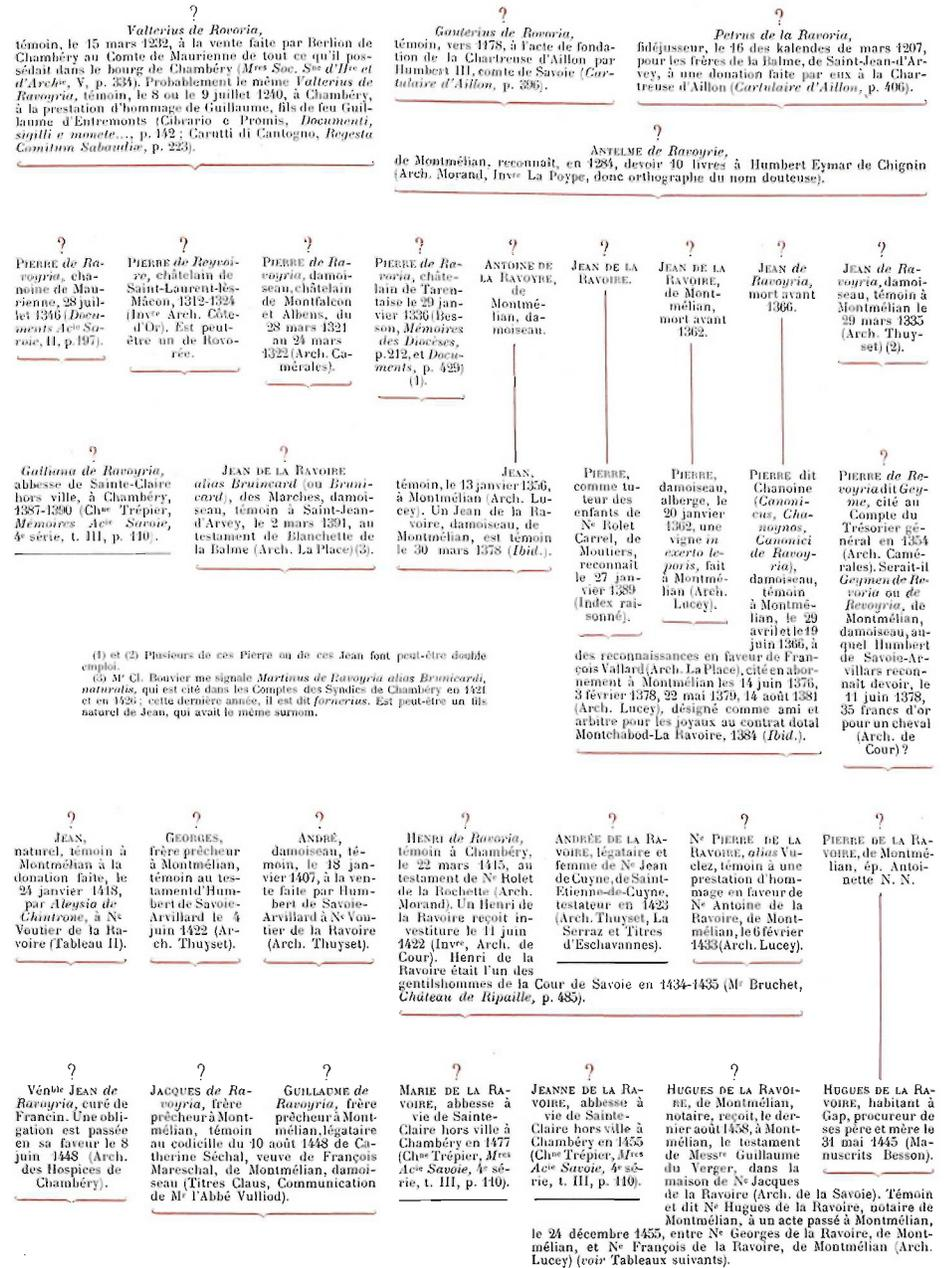 ?
Valterius de Rovoria,
témoin, le 15 mars 1232, à la vente faite par Berlion de
Chambéry au Comte de Maurienne de tout ce qu'il pos-
sédait dans le bourg de Chambéry (Mres Soc. Sne d'Hre et
d'Archie, V, p. 334). Probablement le même Valterius de
Ravoyria, témoin, le 8 ou le 9 juillet 1240, à Chambéry,
à la prestation d'hommage de Guillaume, fils de feu Guil-
laume d'Entremonts (Cibrario e Promis, Documenti,
sigilli e monete..., p. 142 ; Carutti di Cantogno, Regesta
Comitum Sabaudiæ, p. 223).
?
Gauterius de Rovoria,
témoin, vers 1178, à l'acte de fonda-
tion de la Chartreuse d'Aillon par
Humbert III, comte de Savoie (Car-
tulaire d'Aillon, p. 396).
?
Petrus de la Ravoria,
fidéjusseur, le 16 des kalendes de mars 1207,
pour les frères de la Balme, de Saint-Jean-d'Ar-
vey, à une donation faite par eux à la Char-
treuse d'Aillon (Cartulaire d'Aillon, p. 406).
?
ANTELME de Ravoyrie,
de Montmélian, reconnaît, en 1284, devoir 10 livres à Humbert Eymar de Chignin
(Arch. Morand, Invre La Poype, donc orthographe du nom douteuse).
?
PIERRE de Ra-
voyria, cha-
noine de Mau-
rienne, 28 juil-
let 1346 (Docu-
ments Acie Sa-
voie, II, p. 197).
?
PIERRE de Reyvoi-
re, châtelain de
Saint-Laurent-lès-
Mâcon, 1312-1324
(Invre Arch. Côte-
d'Or). Est peut-
être un de Rovo-
rée.
?
PIERRE de Ra-
voyria, damoi-
seau, châtelain
de Montfalcon
et Albens, du
28 mars 1321
au 24 mars
1322 (Arch. Ca-
mérales).
?
PIERRE de Ra-
voria, châte-
lain de Taren-
taise le 29 jan-
vier 1336 (Bes-
son, Mémoires
des Diocèses,
p. 212, et Docu-
ments, p. 429)
(1).
?
ANTOINE DE
LA RAVOYRE,
de
Montmé-
lian, da-
moiseau.
?
JEAN DE LA
RAVOIRE.
?
JEAN DE LA
RAVOIRE,
de Mont-
mélian,
mort avant
1362.
?
JEAN de
Ravoyria,
mort avant
1366.
?
JEAN de Ra-
voyria, damoi-
seau, témoin à
Montmélian le
29 mars 1335
(Arch. Thuy-
set) (2).
?
Galliana de Ravoyria,
abbesse de Sainte-Claire
hors ville, à Chambéry,
1387-1390 (Chne Trépier,
Mémoires Acie Savoie,
4e série, t. III, p. 110).
?
JEAN DE LA RAVOIRE
alias Bruincard (ou Bruni-
card), des Marches, damoi-
seau, témoin à Saint-Jean-
d'Arvey, le 2 mars 1391, au
testament de Blanchette de
la Balme (Arch. La Place) (3).
JEAN,
témoin, le 13 janvier 1356,
à Montmélian (Arch. Lu-
cey). Un Jean de la Ra-
voire, damoiseau, de
Montmélian, est témoin
le 30 mars 1378 (Ibid.).
PIERRE,
comme tu-
teur des
enfants de
Ne Rolet
Carrel, de
Moutiers,
reconnaît
le 27 jan-
vier 1389
(Index rai-
sonné).
PIERRE,
damoiseau,
alberge, le
20 janvier
1362, une
vigne in
exerto le-
poris, fait
à Montmé-
lian (Arch.
Lucey).
PIERRE dit
Chanoine
(Canoni-
cus, Cha-
noynos,
Canonici
de Ravoy-
ria),
damoiseau,
témoin
à Montmé-
lian, le 29
avril et le 19
juin 1366, à
des reconnaissances en faveur de Fran-
çois Vallard (Arch. La Place), cité en abor-
nement à Montmélian les 14 juin 1376,
3 février 1378, 22 mai 1379, 14 août 1381
(Arch. Lucey), désigné comme ami et
arbitre pour les joyaux au contrat dotal
Montchabod-La Ravoire, 1384 (Ibid.).
?
PIERRE de Re-
voyria dit Gey-
me, cité au
Compte du
Trésorier gé-
néral en 1354
(Arch. Camé-
rales). Serait-il
Geymen de Re-
voria ou de
Revoyria, de
Montmélian,
damoiseau, au-
quel Humbert
de Savoie-Ar-
villars recon-
naît devoir, le
11 juin 1378,
35 francs d'or
pour un cheval
(Arch. de
Cour) ?
(1) et (2) Plusieurs de ces Pierre ou de ces Jean font peut-être double
emploi.
(3) Mr Cl. Bouvier me signale Martinus de Ravoyria alias Brunicardi,
naturalis, qui est cité dans les Comptes des Syndics de Chambéry en 1421
et en 1426 ; cette dernière année, il est dit fornerius. Est peut-être un fils
naturel de Jean, qui avait le même surnom.
?
JEAN,
naturel, témoin à
Montmélian à la
donation faite, le
24 janvier 1418,
par Aleysia de
Chintrone, à Ne
Voutier de la Ra-
voire (Tableau II).
?
GEORGES,
frère prêcheur
à Montmélian,
témoin au tes-
tament d'Hum-
bert de Savoie-
Arvillard le 4
juin 1422 (Ar-
ch. Thuyset).
?
ANDRÉ,
damoiseau, té-
moin, le 18 jan-
vier 1407, à la ven-
te faite par Hum-
bert de Savoie-
Arvillard à Ne Vou-
tier de la Ravoire
(Arch. Thuyset).
?
HENRI de Ravoria,
témoin à Chambéry,
le 22 mars 1415, au
testament de Ne Rolet
de la Rochette (Arch.
Morand). Un Henri de
la Ravoire reçoit in-
vestiture le 11 juin
1422 (Invre, Arch. de
Cour). Henri de la
Ravoire était l'un des
gentilshommes de la Cour de Savoie en 1434-1435 (Mr Bruchet,
Château de Ripaille, p. 485).
?
ANDRÉE DE LA RA-
VOIRE, légataire et
femme de Ne Jean
de Cuyne, de Saint-
Etienne-de-Cuyne,
testateur en 1423
(Arch. Thuyset, La
Serraz et Titres
d'Eschavannes).
?
Ne PIERRE DE LA
RAVOIRE, alias Vu-
clez, témoin à une
prestation d'hom-
mage en faveur de
Ne Antoine de la
Ravoire, de Mont-
mélian, le 6 février
1433 (Arch. Lucey).
?
PIERRE DE LA RA-
VOIRE, de Montmé-
lian, ép. Antoi-
nette N. N.
?
Vénble JEAN de
Ravoyria, curé de
Francin. Une obli-
gation est passée
en sa faveur le 8
juin 1448 (Arch.
des Hospices de
Chambéry).
?
JACQUES de Ra-
voyria, frère
prêcheur à Mont-
mélian, témoin
?
GUILLAUME de
Ravoyria, frère
prêcheur à Mont-
mélian, légataire
au codicille du 10 août 1448 de Ca-
therine Séchal, veuve de François
Mareschal, de Montmélian, damoi-
seau (Titres Claus, Communication
de Mr l'Abbé Vulliod).
?
MARIE DE LA RA-
VOIRE, abbesse à
vie de Sainte-
Claire hors ville à
Chambéry en 1477
(Chne Trépier, Mres
Acie Savoie, 4e sé-
rie, t. III, p. 110).
?
JEANNE DE LA RA-
VOIRE, abbesse à
vie de Sainte-
Claire hors ville à
Chambéry en 1455
(Chne Trépier, Mres
Acie Savoie, 4e sé-
rie, t. III, p. 110).
?
HUGUES DE LA RAVOI-
RE, de Montmélian,
notaire, reçoit, le der-
nier août 1458, à Mont-
mélian, le testament
de Messre Guillaume
du Verger, dans la
maison de Ne Jacques
de la Ravoire (Arch. de la Savoie). Témoin
et dit Ne Hugues de la Ravoire, notaire de
Montmélian, à un acte passé à Montmélian,
le 24 décembre 1455, entre Ne Georges de la Ravoire, de Mont-
mélian, et Ne François de la Ravoire, de Montmélian (Arch.
Lucey) (voir Tableaux suivants).
HUGUES DE LA RA-
VOIRE, habitant à
Gap, procureur de
ses père et mère le
31 mai 1445 (Ma-
nuscrits Besson).